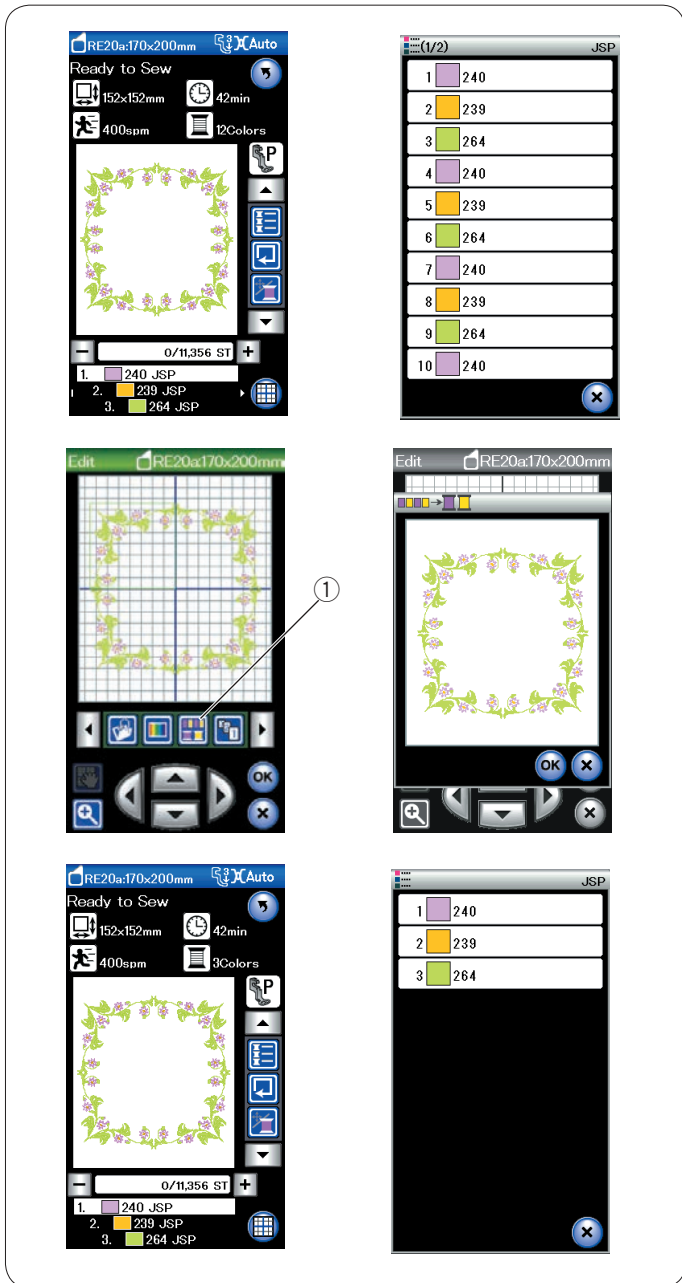 RE20a:170x200mm Auto
Ready to Sew
152x152mm 42min
400spm 12Colors
P
0/11,356 ST
1. 240 JSP
2. 239 JSP
3. 264 JSP
(1/2) JSP
1 240
2 239
3 264
4 240
5 239
6 264
7 240
8 239
9 264
10 240
Edit RE20a:170x200mm
OK
①
Edit RE20a:170x200mm
OK
RE20a:170x200mm Auto
Ready to Sew
152x152mm 42min
400spm 3Colors
P
0/11,356 ST
1. 240 JSP
2. 239 JSP
3. 264 JSP
JSP
1 240
2 239
3 264